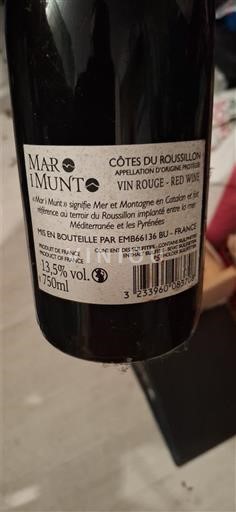 MAR
I MUNT
CÔTES DU ROUSSILLON
APPELLATION D'ORIGINE PROTÉGÉE
VIN ROUGE - RED WINE
« Mar i Munt » signifie Mer et Montagne en Catalan et fait
référence au terroir du Roussillon implanté entre la mer
Méditerranée et les Pyrénées
MIS EN BOUTEILLE PAR EMB66136 BU - FRANCE
PRODUIT DE FRANCE
PRODUCT OF FRANCE
CONTIENT DES SULFITES - CONTAINS SULPHITES
13,5% vol.
750ml
3 233960 08370